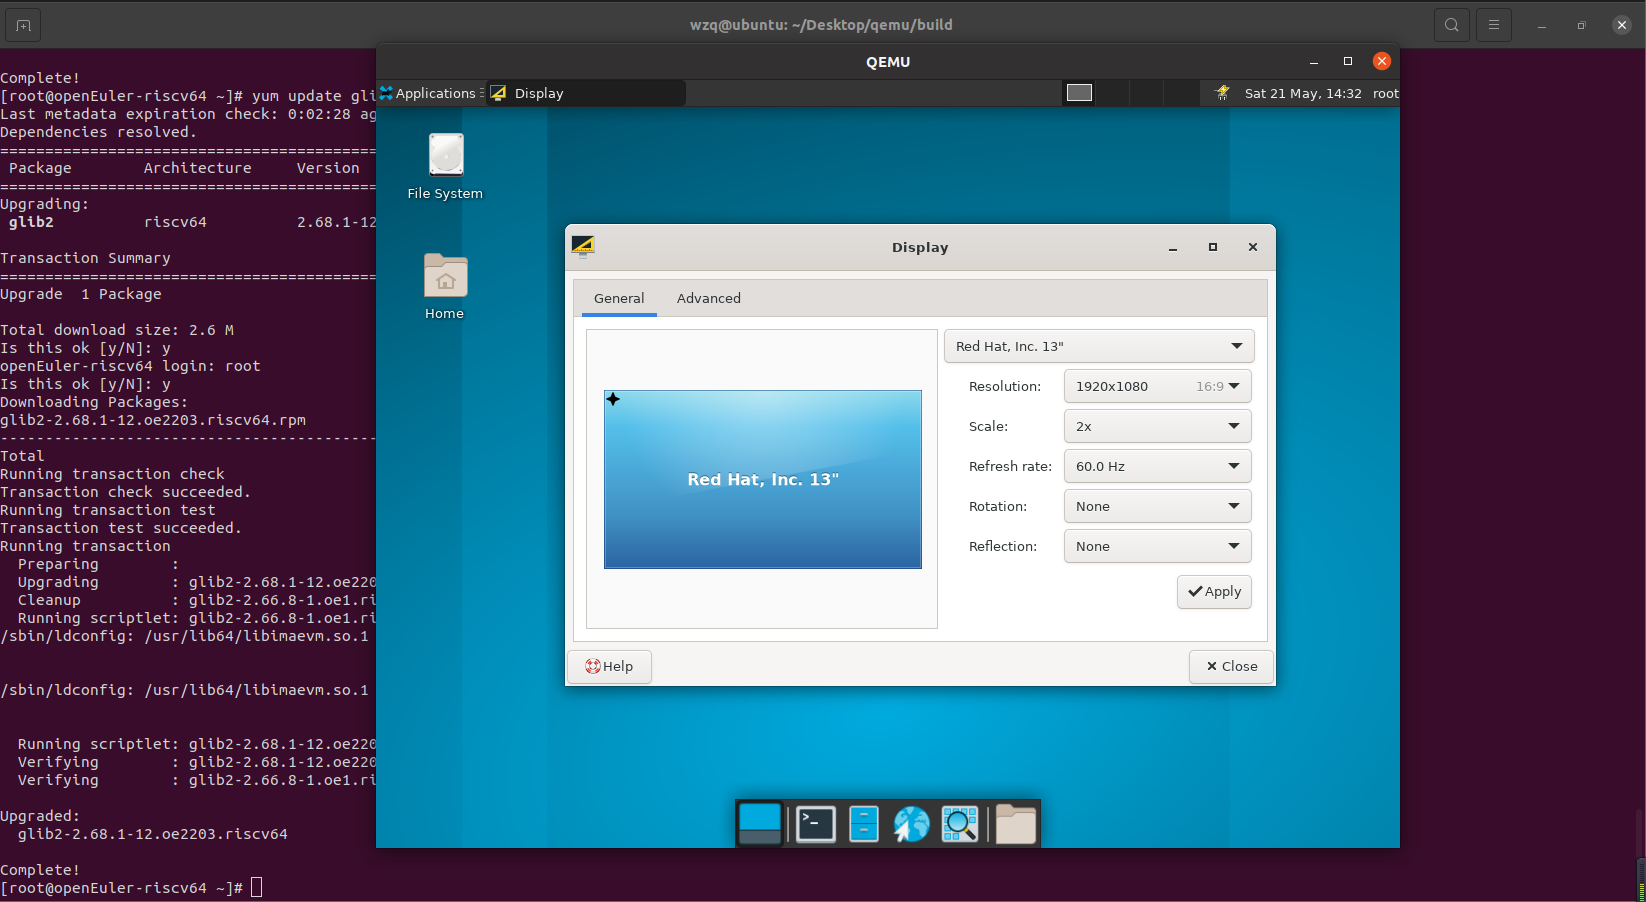 wzq@ubuntu: ~/Desktop/qemu/build
Complete!
[root@openEuler-riscv64 ~]# yum update gli
Last metadata expiration check: 0:02:28 ag
Dependencies resolved.
==========================================
Package Architecture Version
==========================================
Upgrading:
glib2 riscv64 2.68.1-12
Transaction Summary
==========================================
Upgrade 1 Package
Total download size: 2.6 M
Is this ok [y/N]: y
openEuler-riscv64 login: root
Is this ok [y/N]: y
Downloading Packages:
glib2-2.68.1-12.oe2203.riscv64.rpm
------------------------------------------
Total
Running transaction check
Transaction check succeeded.
Running transaction test
Transaction test succeeded.
Running transaction
Preparing :
Upgrading : glib2-2.68.1-12.oe220
Cleanup : glib2-2.66.8-1.oe1.ri
Running scriptlet: glib2-2.66.8-1.oe1.ri
/sbin/ldconfig: /usr/lib64/libimaevm.so.1
/sbin/ldconfig: /usr/lib64/libimaevm.so.1
Running scriptlet: glib2-2.68.1-12.oe220
Verifying : glib2-2.68.1-12.oe220
Verifying : glib2-2.66.8-1.oe1.ri
Upgraded:
glib2-2.68.1-12.oe2203.riscv64
Complete!
[root@openEuler-riscv64 ~]#
QEMU
Applications Display Sat 21 May, 14:32 root
File System
Home
Display
General Advanced
Red Hat, Inc. 13"
Red Hat, Inc. 13"
Resolution: 1920x1080 16:9
Scale: 2x
Refresh rate: 60.0 Hz
Rotation: None
Reflection: None
Apply
Help Close